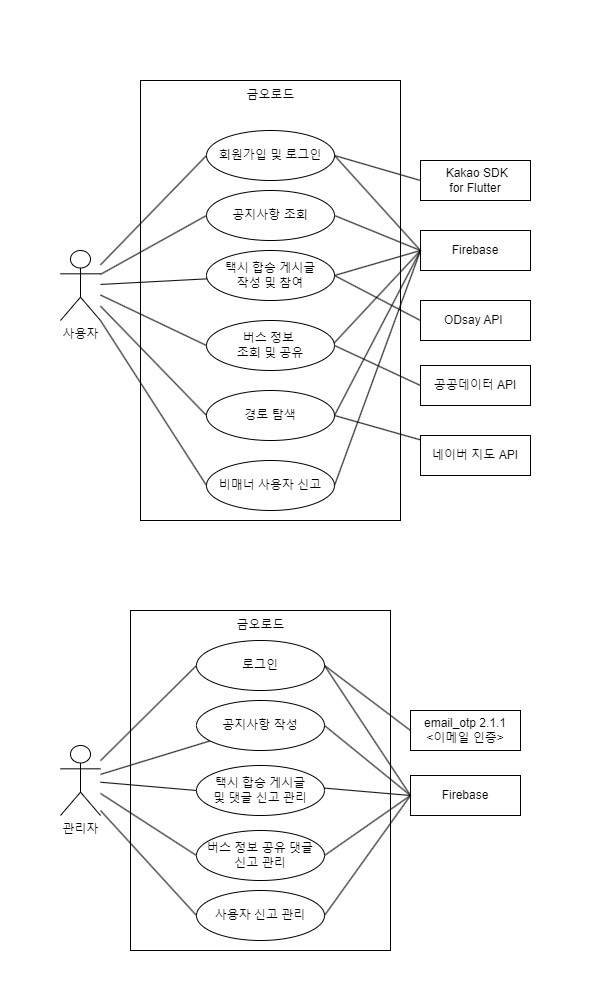 금오로드
회원가입 및 로그인
공지사항 조회
택시 합승 게시글
작성 및 참여
버스 정보
조회 및 공유
경로 탐색
비매너 사용자 신고
사용자
Kakao SDK
for Flutter
Firebase
ODsay API
공공데이터 API
네이버 지도 API
금오로드
로그인
공지사항 작성
택시 합승 게시글
및 댓글 신고 관리
버스 정보 공유 댓글
신고 관리
사용자 신고 관리
관리자
email_otp 2.1.1
<이메일 인증>
Firebase